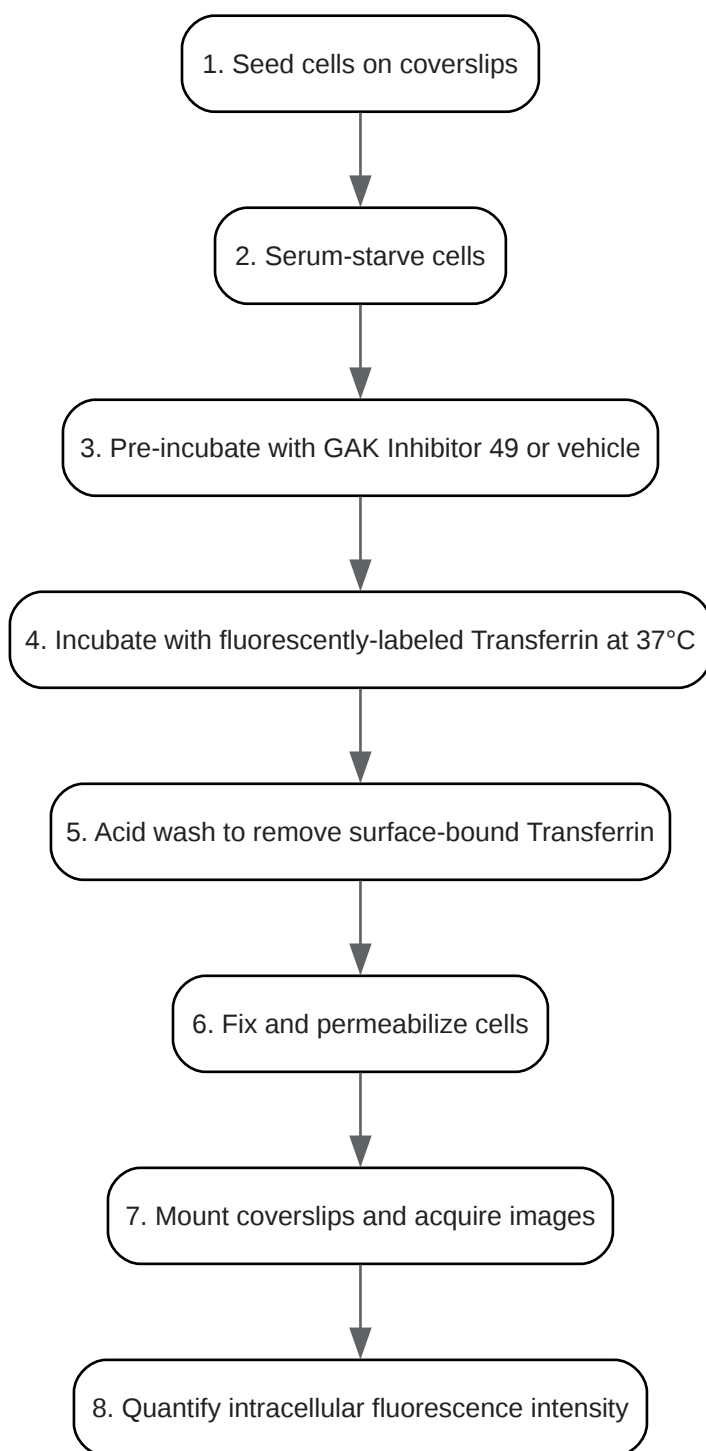 1. Seed cells on coverslips
2. Serum-starve cells
3. Pre-incubate with GAK Inhibitor 49 or vehicle
4. Incubate with fluorescently-labeled Transferrin at 37°C
5. Acid wash to remove surface-bound Transferrin
6. Fix and permeabilize cells
7. Mount coverslips and acquire images
8. Quantify intracellular fluorescence intensity